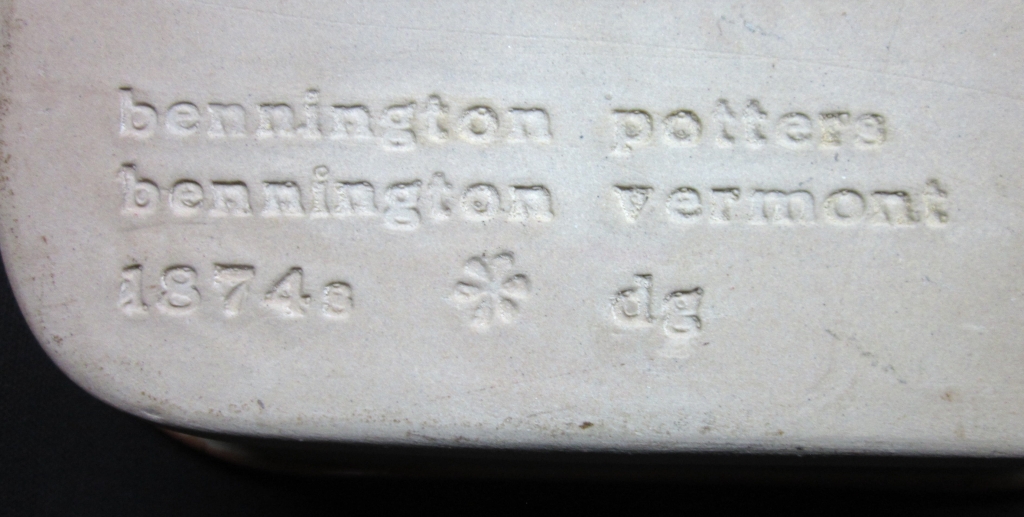 bennington potters
bennington vermont
1874s * dg